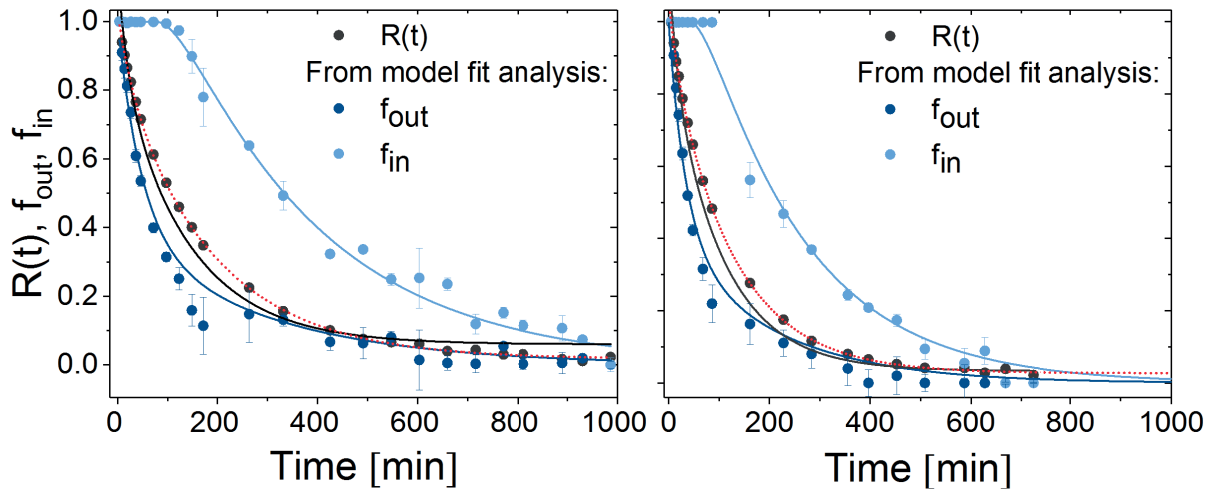 R(t), f_out, f_in
1.0
0.8
0.6
0.4
0.2
0.0
R(t)
From model fit analysis:
f_out
f_in
0
200
400
600
800
1000
Time [min]
R(t)
From model fit analysis:
f_out
f_in
0
200
400
600
800
1000
Time [min]